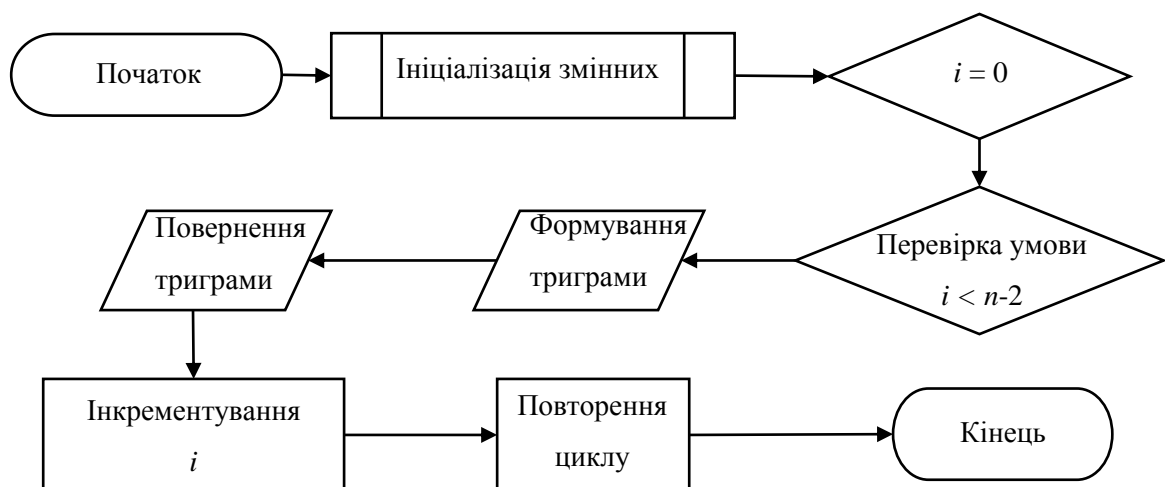 Початок
Ініціалізація змінних
i = 0
Перевірка умови
i < n-2
Формування
триграми
Повернення
триграми
Інкрементування
i
Повторення
циклу
Кінець